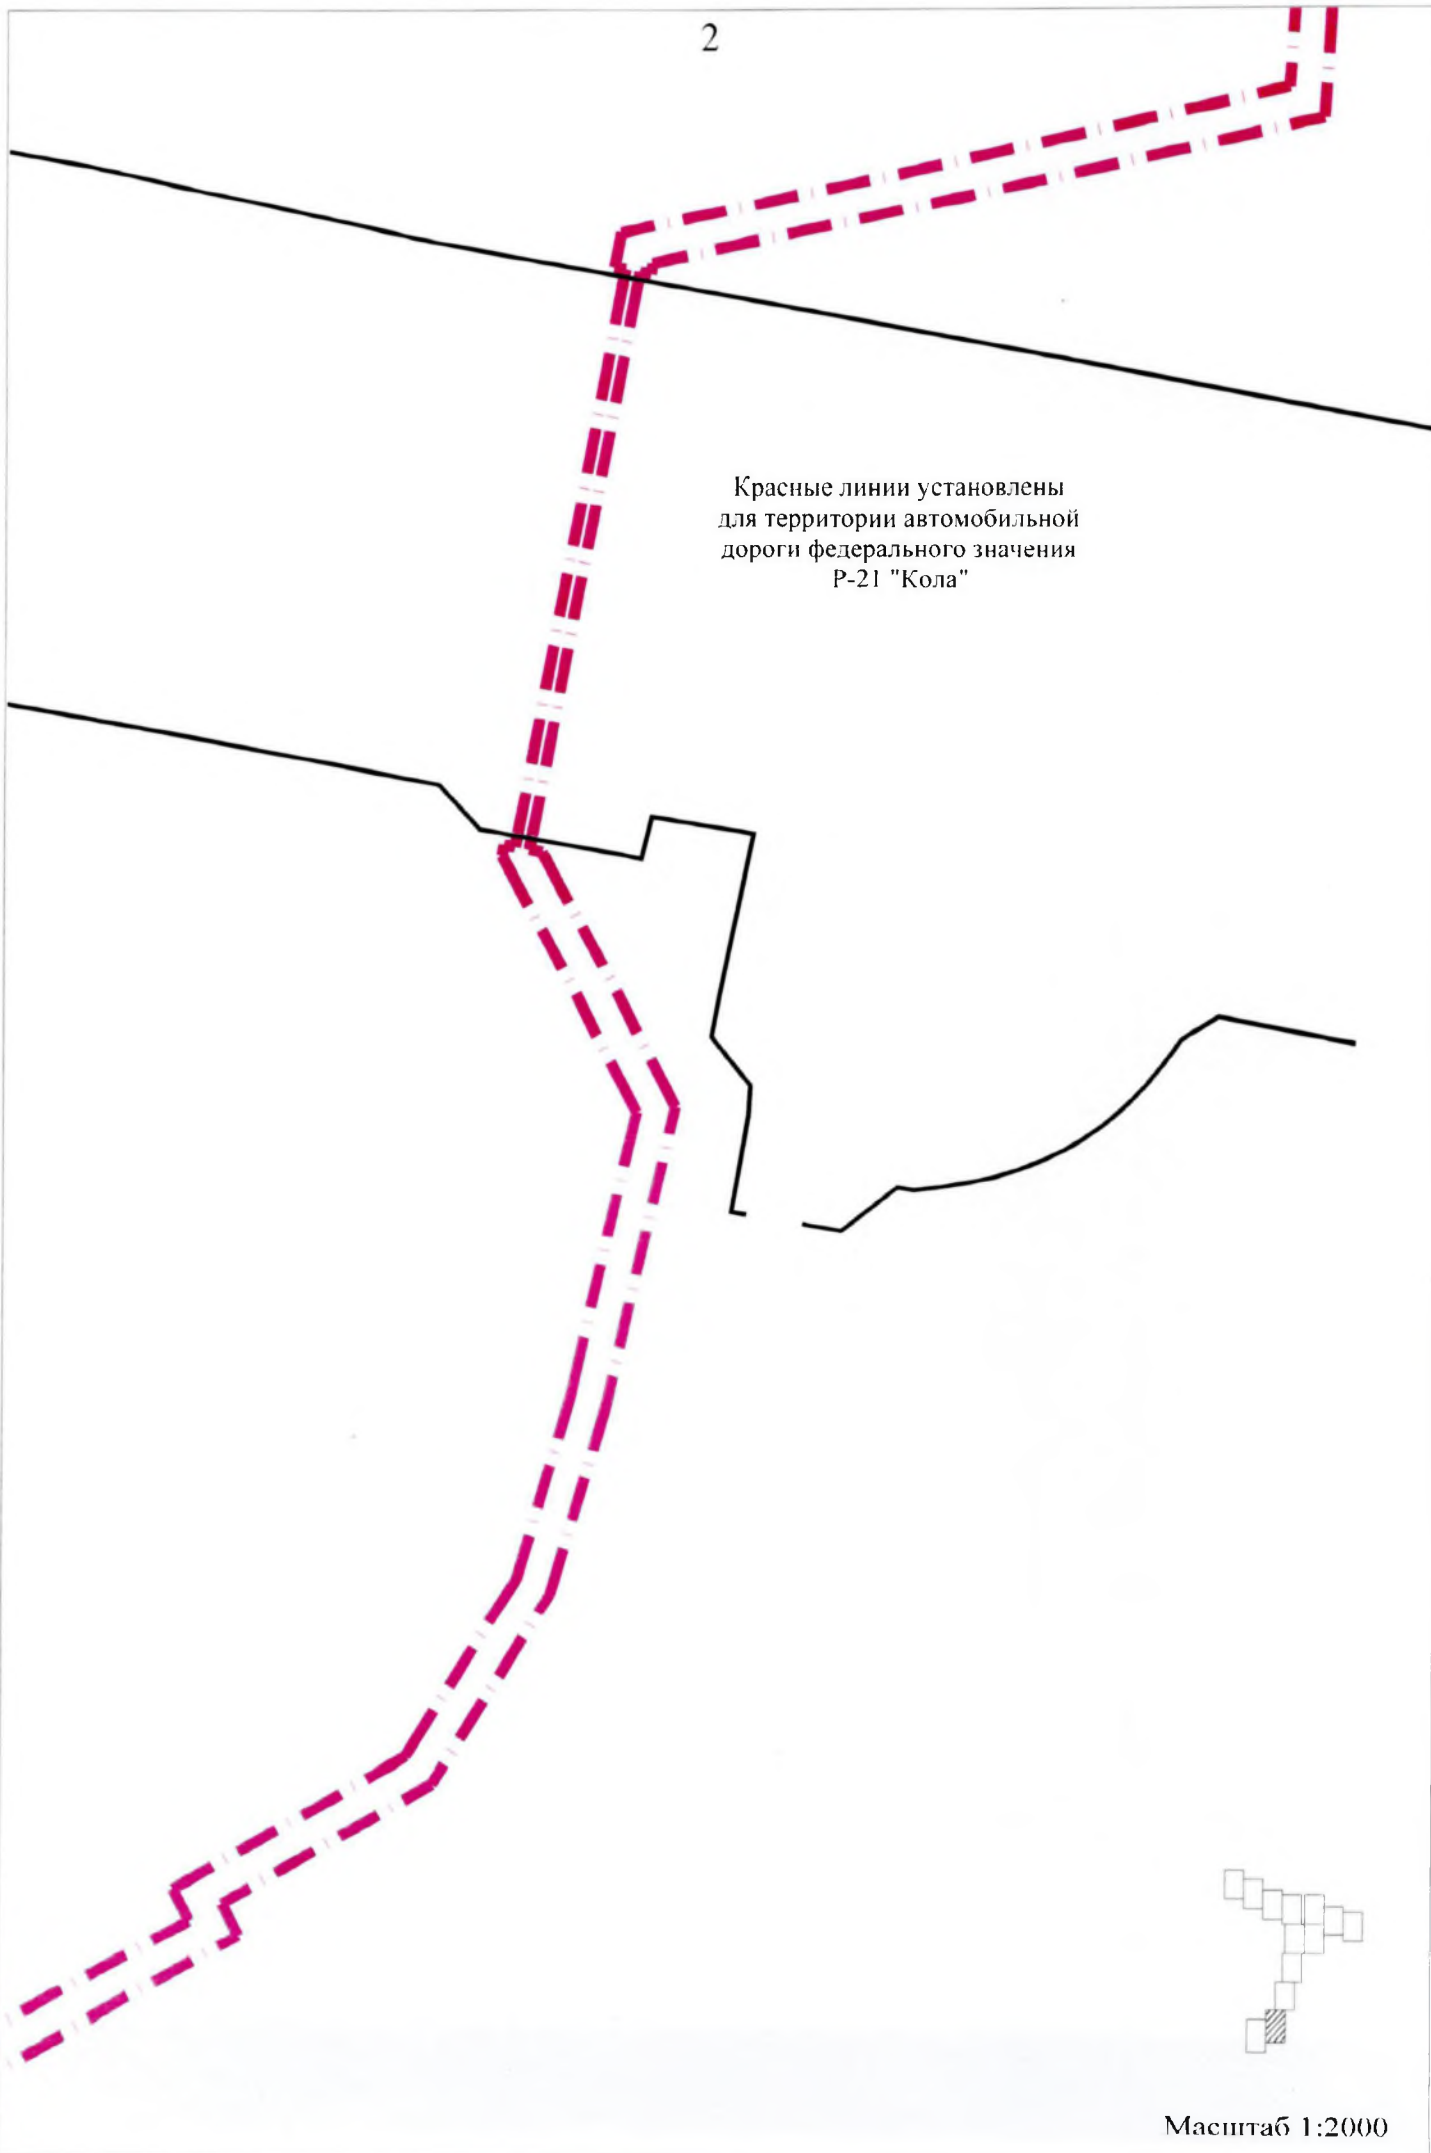 2
Красные линии установлены
для территории автомобильной
дороги федерального значения
Р-21 "Кола"
Масштаб 1:2000